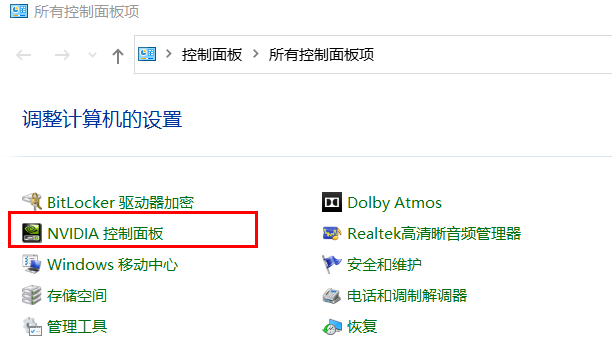 所有控制面板项
控制面板 所有控制面板项
调整计算机的设置
BitLocker 驱动器加密
Dolby Atmos
NVIDIA 控制面板
Realtek高清晰音频管理器
Windows 移动中心
安全和维护
存储空间
电话和调制解调器
管理工具
恢复